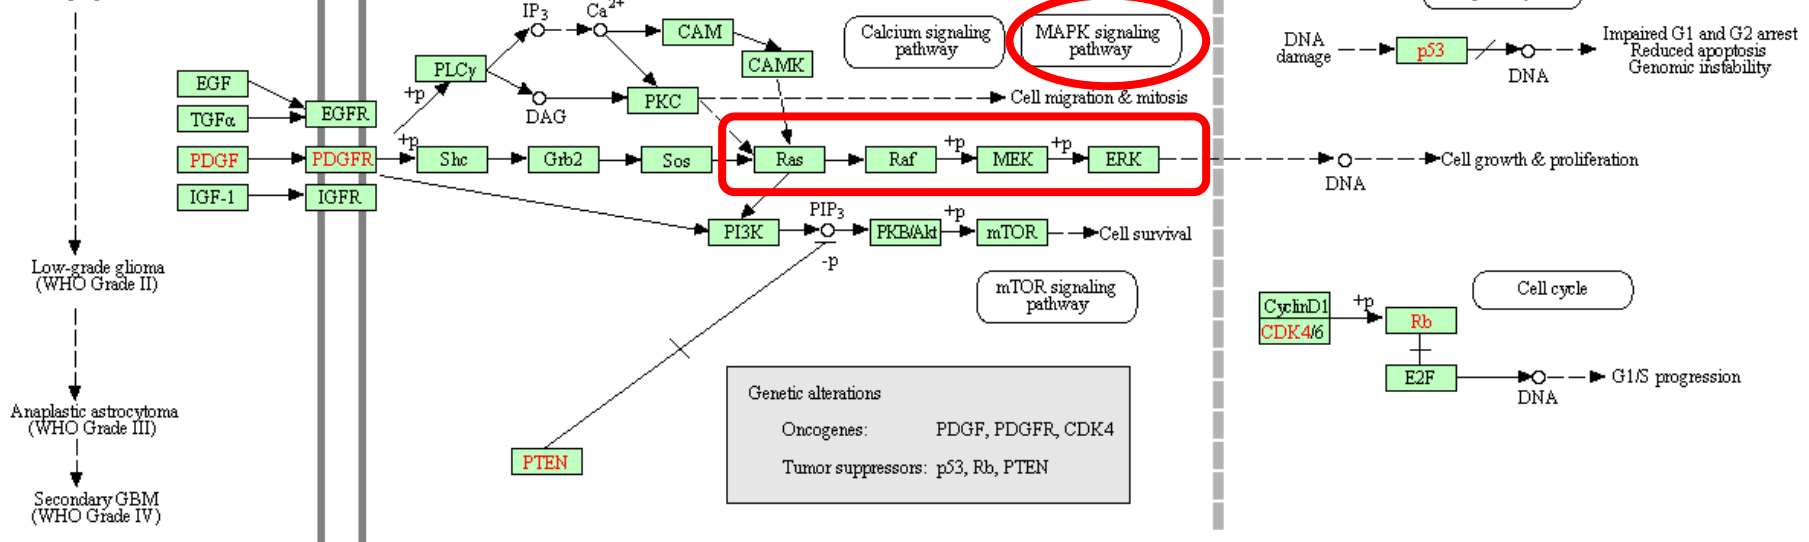 IP3
Ca2+
CAM
Calcium signaling
pathway
MAPK signaling
pathway
DNA
damage
p53
DNA
Impaired G1 and G2 arrest
Reduced apoptosis
Genomic instability
PLCγ
CAMK
EGF
+p
DAG
PKC
Cell migration & mitosis
TGFα
EGFR
PDGF
PDGFR
+p
Shc
Grb2
Sos
Ras
Raf
+p
MEK
+p
ERK
DNA
Cell growth & proliferation
IGF-1
IGFR
PI3K
PIP3
-p
PKB/Akt
+p
mTOR
Cell survival
Low-grade glioma
(WHO Grade II)
mTOR signaling
pathway
Cell cycle
CyclinD1
CDK4/6
+p
Rb
E2F
DNA
G1/S progression
Anaplastic astrocytoma
(WHO Grade III)
Genetic alterations
Oncogenes: PDGF, PDGFR, CDK4
Tumor suppressors: p53, Rb, PTEN
PTEN
Secondary GBM
(WHO Grade IV)